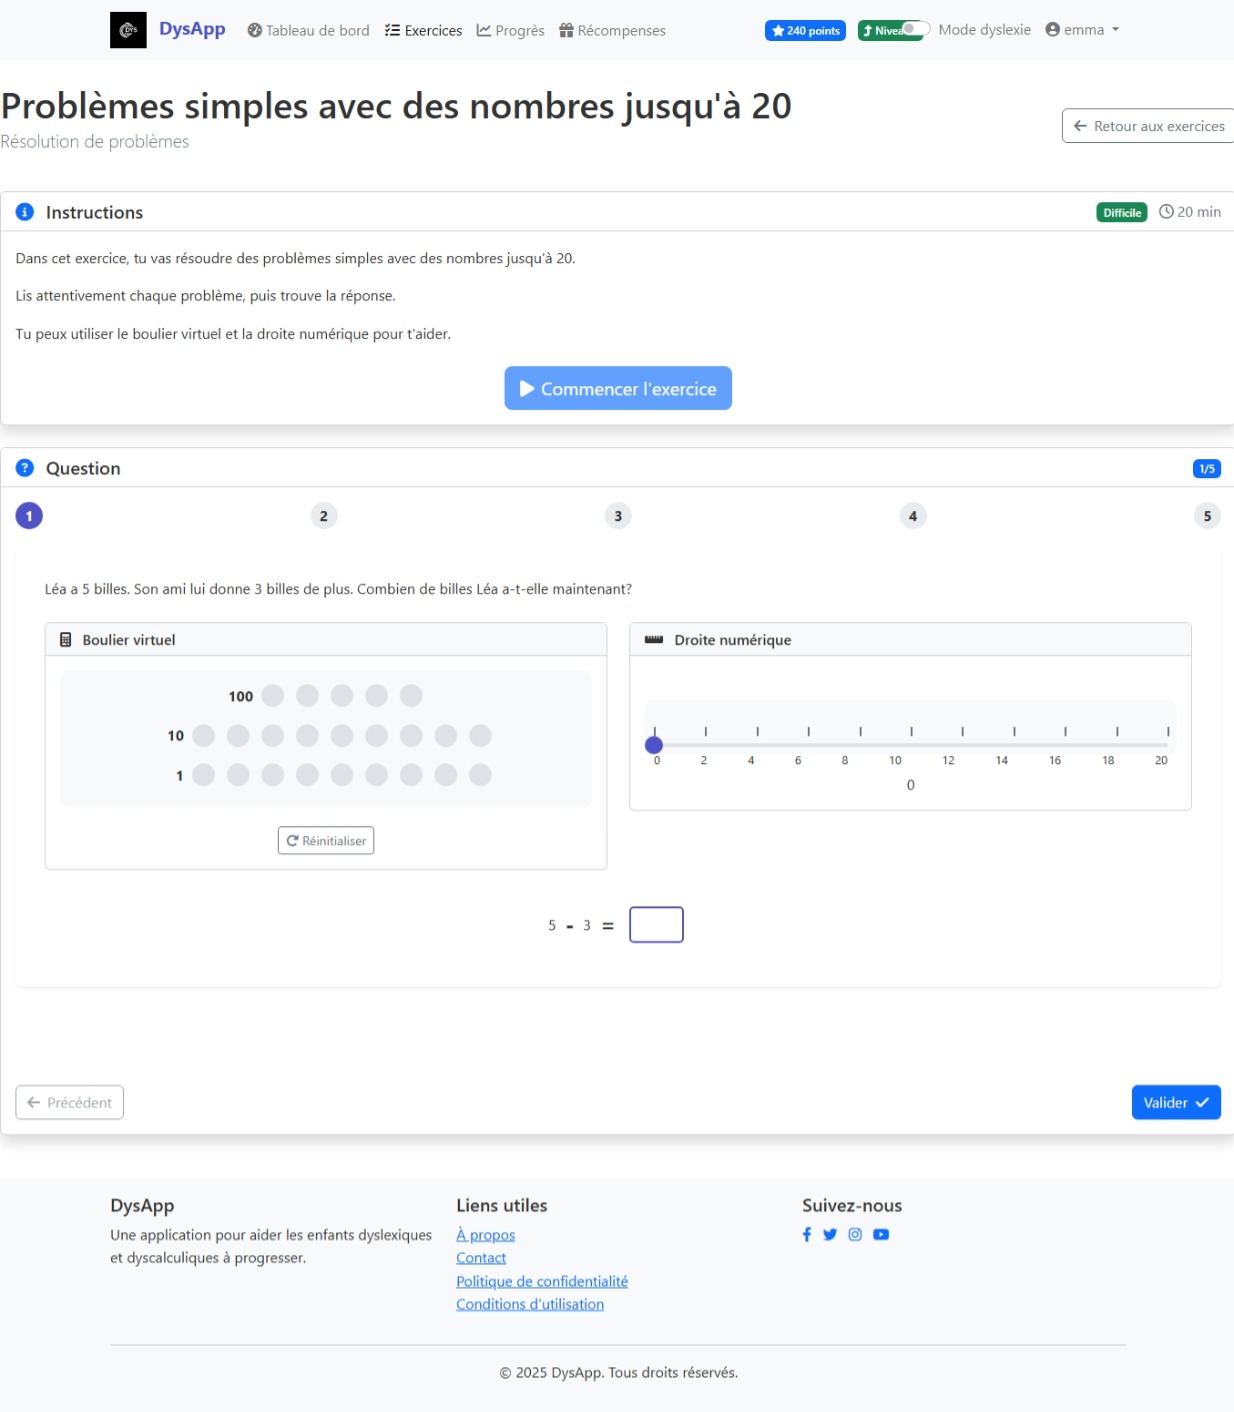 DysApp
Tableau de bord
Exercices
Progrès
Récompenses
240 points
Mode dyslexie
emma
Problèmes simples avec des nombres jusqu'à 20
Résolution de problèmes
Retour aux exercices
Instructions
Difficile
20 min
Dans cet exercice, tu vas résoudre des problèmes simples avec des nombres jusqu'à 20.
Lis attentivement chaque problème, puis trouve la réponse.
Tu peux utiliser le boulier virtuel et la droite numérique pour t'aider.
Commencer l'exercice
Question
1/5
1 2 3 4 5
Léa a 5 billes. Son ami lui donne 3 billes de plus. Combien de billes Léa a-t-elle maintenant?
Boulier virtuel
100
10
1
Réinitialiser
Droite numérique
0 2 4 6 8 10 12 14 16 18 20
0
5 - 3 =
Précédent
Valider
DysApp
Une application pour aider les enfants dyslexiques
et dyscalculiques à progresser.
Liens utiles
À propos
Contact
Politique de confidentialité
Conditions d'utilisation
Suivez-nous
© 2025 DysApp. Tous droits réservés.